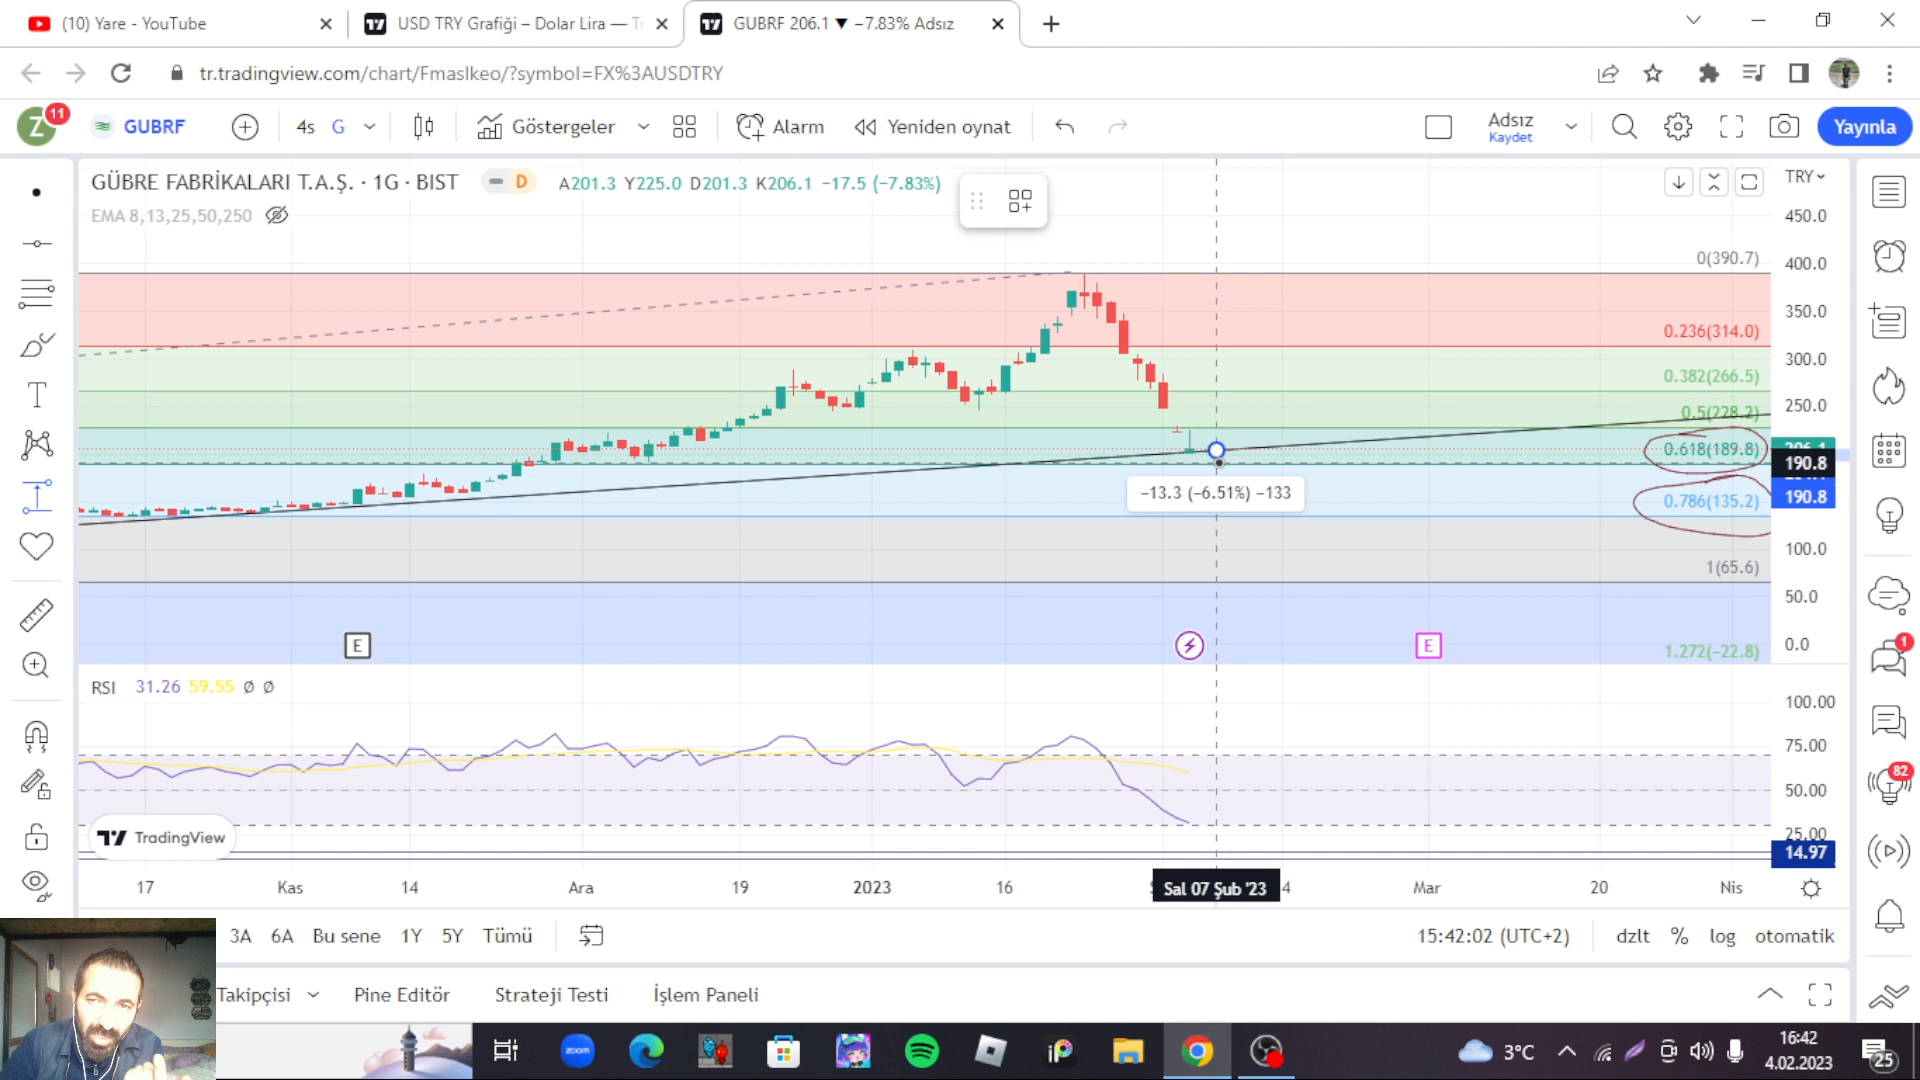 (10) Yare - YouTube
USD TRY Grafiği – Dolar Lira —
GUBRF 206.1 ▼ −7.83% Adsız
tr.tradingview.com/chart/Fmaslkeo/?symbol=FX%3AUSDTRY
Z
11
GUBRF
4s
G
Göstergeler
Alarm
Yeniden oynat
Adsız
Kaydet
Yayınla
GÜBRE FABRİKALARI T.A.Ş. · 1G · BIST
D
A201.3 Y225.0 D201.3 K206.1 −17.5 (−7.83%)
EMA 8,13,25,50,250
TRY
450.0
400.0
350.0
300.0
250.0
206.1
190.8
190.8
100.0
50.0
0.0
0(390.7)
0.236(314.0)
0.382(266.5)
0.5(228.2)
0.618(189.8)
0.786(135.2)
1(65.6)
1.272(−22.8)
−13.3 (−6.51%) −133
E
E
RSI 31.26 59.55 Ø Ø
100.00
75.00
50.00
25.00
14.97
TradingView
17
Kas
14
Ara
19
2023
16
Sal 07 Şub '23
4
Mar
20
Nis
3A 6A Bu sene 1Y 5Y Tümü
15:42:02 (UTC+2)
dzlt % log otomatik
Takipçisi
Pine Editör
Strateji Testi
İşlem Paneli
1
82
zoom
3°C
16:42
4.02.2023
25